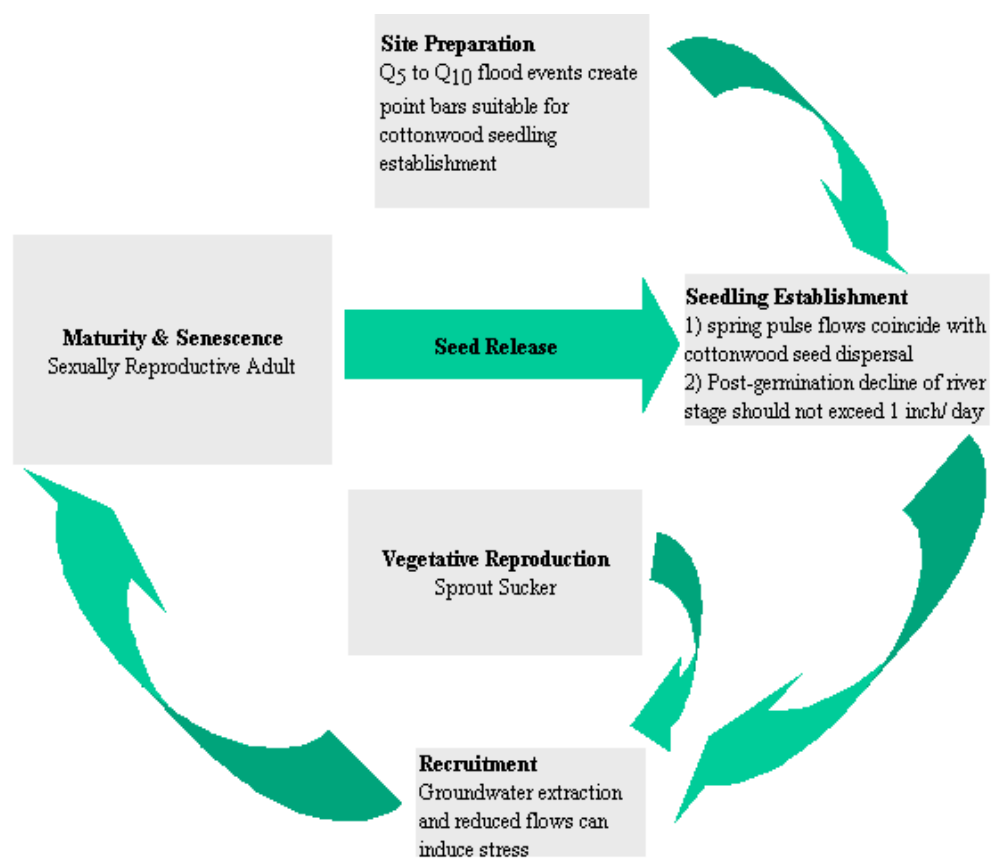 Site Preparation
Q5 to Q10 flood events create
point bars suitable for
cottonwood seedling
establishment
Maturity & Senescence
Sexually Reproductive Adult
Seed Release
Seedling Establishment
1) spring pulse flows coincide with
cottonwood seed dispersal
2) Post-germination decline of river
stage should not exceed 1 inch/ day
Vegetative Reproduction
Sprout Sucker
Recruitment
Groundwater extraction
and reduced flows can
induce stress